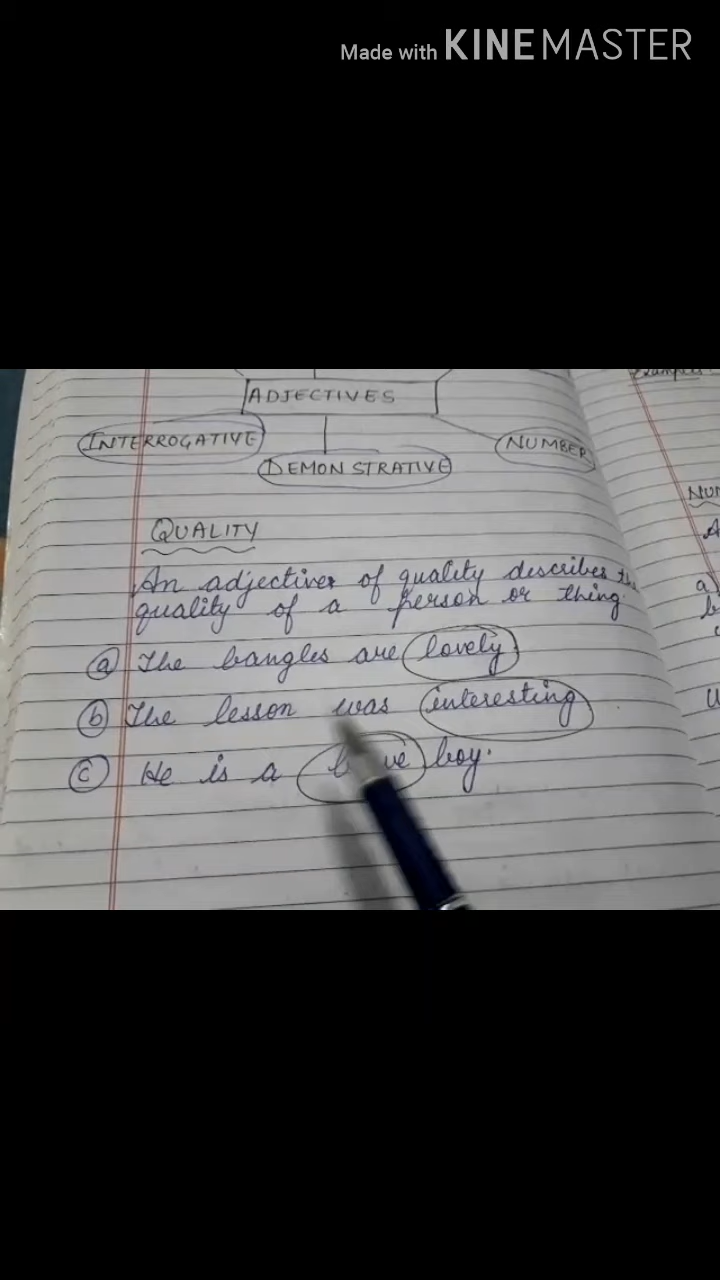 Made with KINEMASTER
Examples
ADJECTIVES
INTERROGATIVE
DEMONSTRATIVE
NUMBER
QUALITY
An adjective of quality describes
quality of a person or thing
a The bangles are lovely
b The lesson was interesting
c He is a boy.